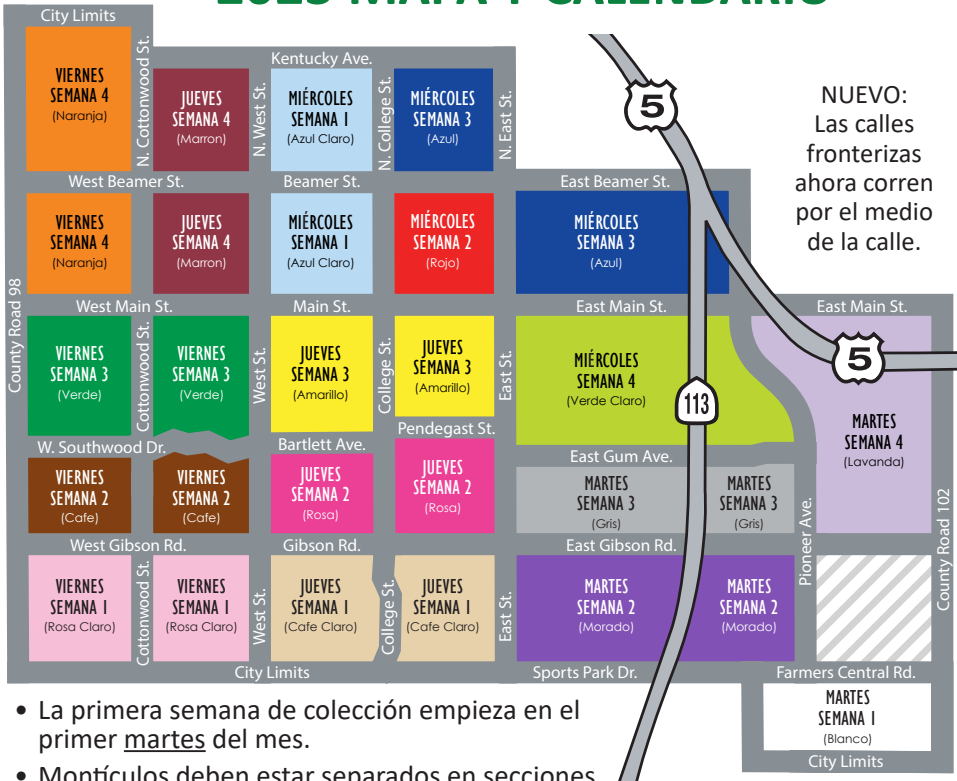 2025 MAPA Y CALENDARIO
City Limits
N. Cottonwood St.
Kentucky Ave.
N. West St.
N. College St.
N. East St.
VIERNES
SEMANA 4
(Naranja)
JUEVES
SEMANA 4
(Marron)
MIÉRCOLES
SEMANA 1
(Azul Claro)
MIÉRCOLES
SEMANA 3
(Azul)
5
NUEVO:
Las calles
fronterizas
ahora corren
por el medio
de la calle.
West Beamer St.
Beamer St.
East Beamer St.
VIERNES
SEMANA 4
(Naranja)
JUEVES
SEMANA 4
(Marron)
MIÉRCOLES
SEMANA 1
(Azul Claro)
MIÉRCOLES
SEMANA 2
(Rojo)
MIÉRCOLES
SEMANA 3
(Azul)
County Road 98
West Main St.
Main St.
East Main St.
East Main St.
VIERNES
SEMANA 3
(Verde)
Cottonwood St.
VIERNES
SEMANA 3
(Verde)
West St.
JUEVES
SEMANA 3
(Amarillo)
College St.
JUEVES
SEMANA 3
(Amarillo)
East St.
MIÉRCOLES
SEMANA 4
(Verde Claro)
113
5
MARTES
SEMANA 4
(Lavanda)
W. Southwood Dr.
Bartlett Ave.
Pendegast St.
East Gum Ave.
VIERNES
SEMANA 2
(Cafe)
VIERNES
SEMANA 2
(Cafe)
JUEVES
SEMANA 2
(Rosa)
JUEVES
SEMANA 2
(Rosa)
MARTES
SEMANA 3
(Gris)
MARTES
SEMANA 3
(Gris)
Pioneer Ave.
County Road 102
West Gibson Rd.
Gibson Rd.
East Gibson Rd.
VIERNES
SEMANA 1
(Rosa Claro)
Cottonwood St.
VIERNES
SEMANA 1
(Rosa Claro)
West St.
JUEVES
SEMANA 1
(Cafe Claro)
College St.
JUEVES
SEMANA 1
(Cafe Claro)
East St.
MARTES
SEMANA 2
(Morado)
MARTES
SEMANA 2
(Morado)
City Limits
Sports Park Dr.
Farmers Central Rd.
MARTES
SEMANA 1
(Blanco)
City Limits
• La primera semana de colección empieza en el
primer martes del mes.
• Montículos deben estar separados en secciones